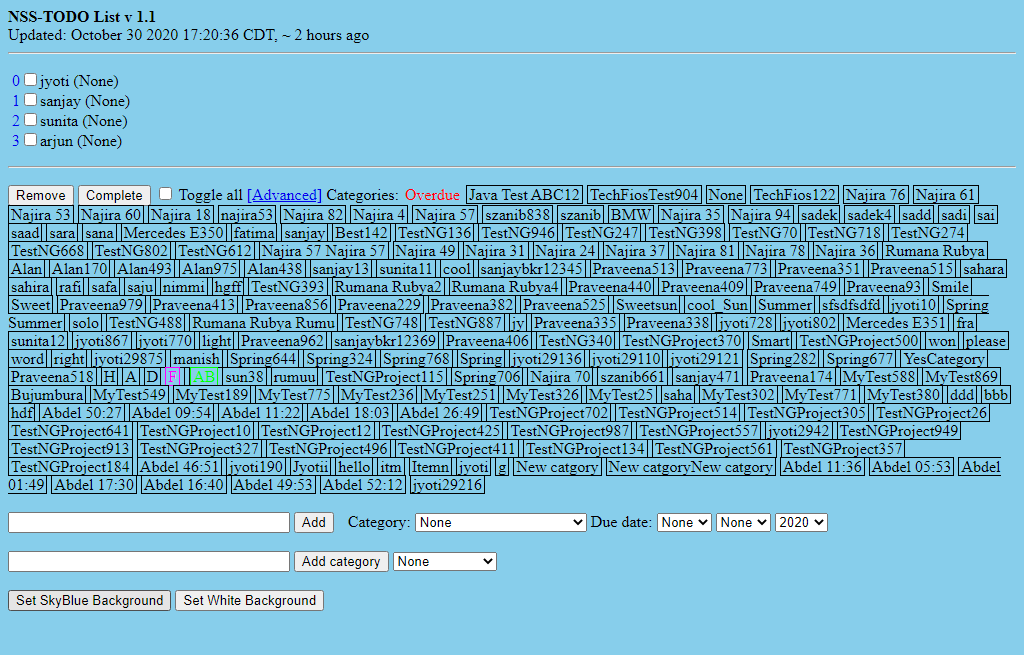 NSS-TODO List v 1.1
Updated: October 30 2020 17:20:36 CDT, ~ 2 hours ago
0 jyoti (None)
1 sanjay (None)
2 sunita (None)
3 arjun (None)
Remove Complete Toggle all [Advanced] Categories: Overdue Java Test ABC12 TechFiosTest904 None TechFios122 Najira 76 Najira 61
Najira 53 Najira 60 Najira 18 najira53 Najira 82 Najira 4 Najira 57 szanib838 szanib BMW Najira 35 Najira 94 sadek sadek4 sadd sadi sai
saad sara sana Mercedes E350 fatima sanjay Best142 TestNG136 TestNG946 TestNG247 TestNG398 TestNG70 TestNG718 TestNG274
TestNG668 TestNG802 TestNG612 Najira 57 Najira 57 Najira 49 Najira 31 Najira 24 Najira 37 Najira 81 Najira 78 Najira 36 Rumana Rubya
Alan Alan170 Alan493 Alan975 Alan438 sanjay13 sunita11 cool sanjaybkr12345 Praveena513 Praveena773 Praveena351 Praveena515 sahara
sahira rafi safa saju nimmi hgff TestNG393 Rumana Rubya2 Rumana Rubya4 Praveena440 Praveena409 Praveena749 Praveena93 Smile
Sweet Praveena979 Praveena413 Praveena856 Praveena229 Praveena382 Praveena525 Sweetsun cool_Sun Summer sfsdfsdfd jyoti10 Spring
Summer solo TestNG488 Rumana Rubya Rumu TestNG748 TestNG887 jyl Praveena335 Praveena338 jyoti728 jyoti802 Mercedes E351 fra
sunita12 jyoti867 jyoti770 light Praveena962 sanjaybkr12369 Praveena406 TestNG340 TestNGProject370 Smart TestNGProject500 won please
word right jyoti29875 manish Spring644 Spring324 Spring768 Spring jyoti29136 jyoti29110 jyoti29121 Spring282 Spring677 YesCategory
Praveena518 H A D F AB sun38 rumuu TestNGProject115 Spring706 Najira 70 szanib661 sanjay471 Praveena174 MyTest588 MyTest869
Bujumbura MyTest549 MyTest189 MyTest775 MyTest236 MyTest251 MyTest326 MyTest25 saha MyTest302 MyTest771 MyTest380 ddd bbb
hdf Abdel 50:27 Abdel 09:54 Abdel 11:22 Abdel 18:03 Abdel 26:49 TestNGProject702 TestNGProject514 TestNGProject305 TestNGProject26
TestNGProject641 TestNGProject10 TestNGProject12 TestNGProject425 TestNGProject987 TestNGProject557 jyoti2942 TestNGProject949
TestNGProject913 TestNGProject327 TestNGProject496 TestNGProject411 TestNGProject134 TestNGProject561 TestNGProject357
TestNGProject184 Abdel 46:51 jyoti190 Jyotii hello itm Itemn jyoti g New catgory New catgoryNew catgory Abdel 11:36 Abdel 05:53 Abdel
01:49 Abdel 17:30 Abdel 16:40 Abdel 49:53 Abdel 52:12 jyoti29216
Add Category: None Due date: None None 2020
Add category None
Set SkyBlue Background Set White Background